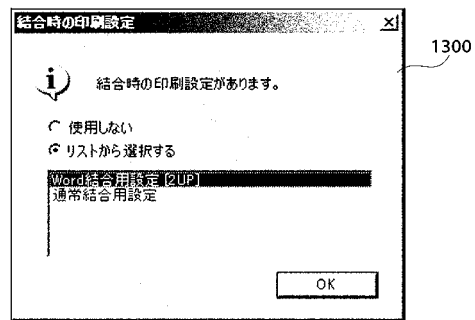 結合時の印刷設定
1300
結合時の印刷設定があります。
使用しない
リストから選択する
Word結合用設定 [2UP]
通常結合用設定
OK